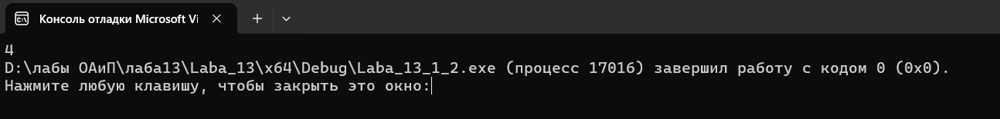 Консоль отладки Microsoft Vi
4
D:\лабы ОАиП\лаба13\Laba_13\x64\Debug\Laba_13_1_2.exe (процесс 17016) завершил работу с кодом 0 (0x0).
Нажмите любую клавишу, чтобы закрыть это окно: